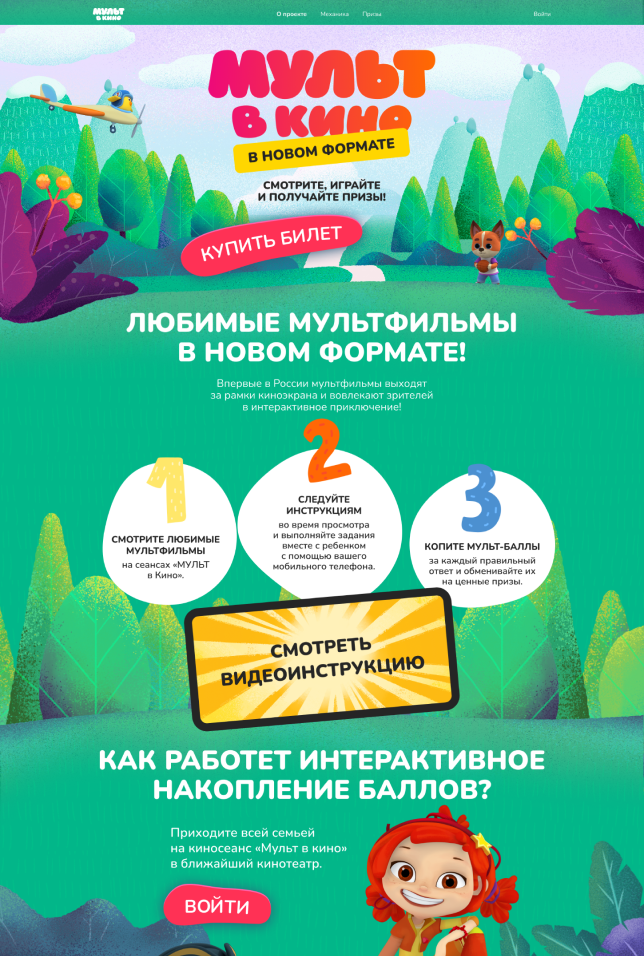 МУЛЬТ
В КИНО
О проекте Механика Призы Войти
МУЛЬТ
В КИНО
В НОВОМ ФОРМАТЕ
СМОТРИТЕ, ИГРАЙТЕ
И ПОЛУЧАЙТЕ ПРИЗЫ!
КУПИТЬ БИЛЕТ
ЛЮБИМЫЕ МУЛЬТФИЛЬМЫ
В НОВОМ ФОРМАТЕ!
Впервые в России мультфильмы выходят
за рамки киноэкрана и вовлекают зрителей
в интерактивное приключение!
1
СМОТРИТЕ ЛЮБИМЫЕ
МУЛЬТФИЛЬМЫ
на сеансах «МУЛЬТ
в Кино».
2
СЛЕДУЙТЕ
ИНСТРУКЦИЯМ
во время просмотра
и выполняйте задания
вместе с ребенком
с помощью вашего
мобильного телефона.
3
КОПИТЕ МУЛЬТ-БАЛЛЫ
за каждый правильный
ответ и обменивайте их
на ценные призы.
СМОТРЕТЬ
ВИДЕОИНСТРУКЦИЮ
КАК РАБОТЕТ ИНТЕРАКТИВНОЕ
НАКОПЛЕНИЕ БАЛЛОВ?
Приходите всей семьей
на киносеанс «Мульт в кино»
в ближайший кинотеатр.
ВОЙТИ